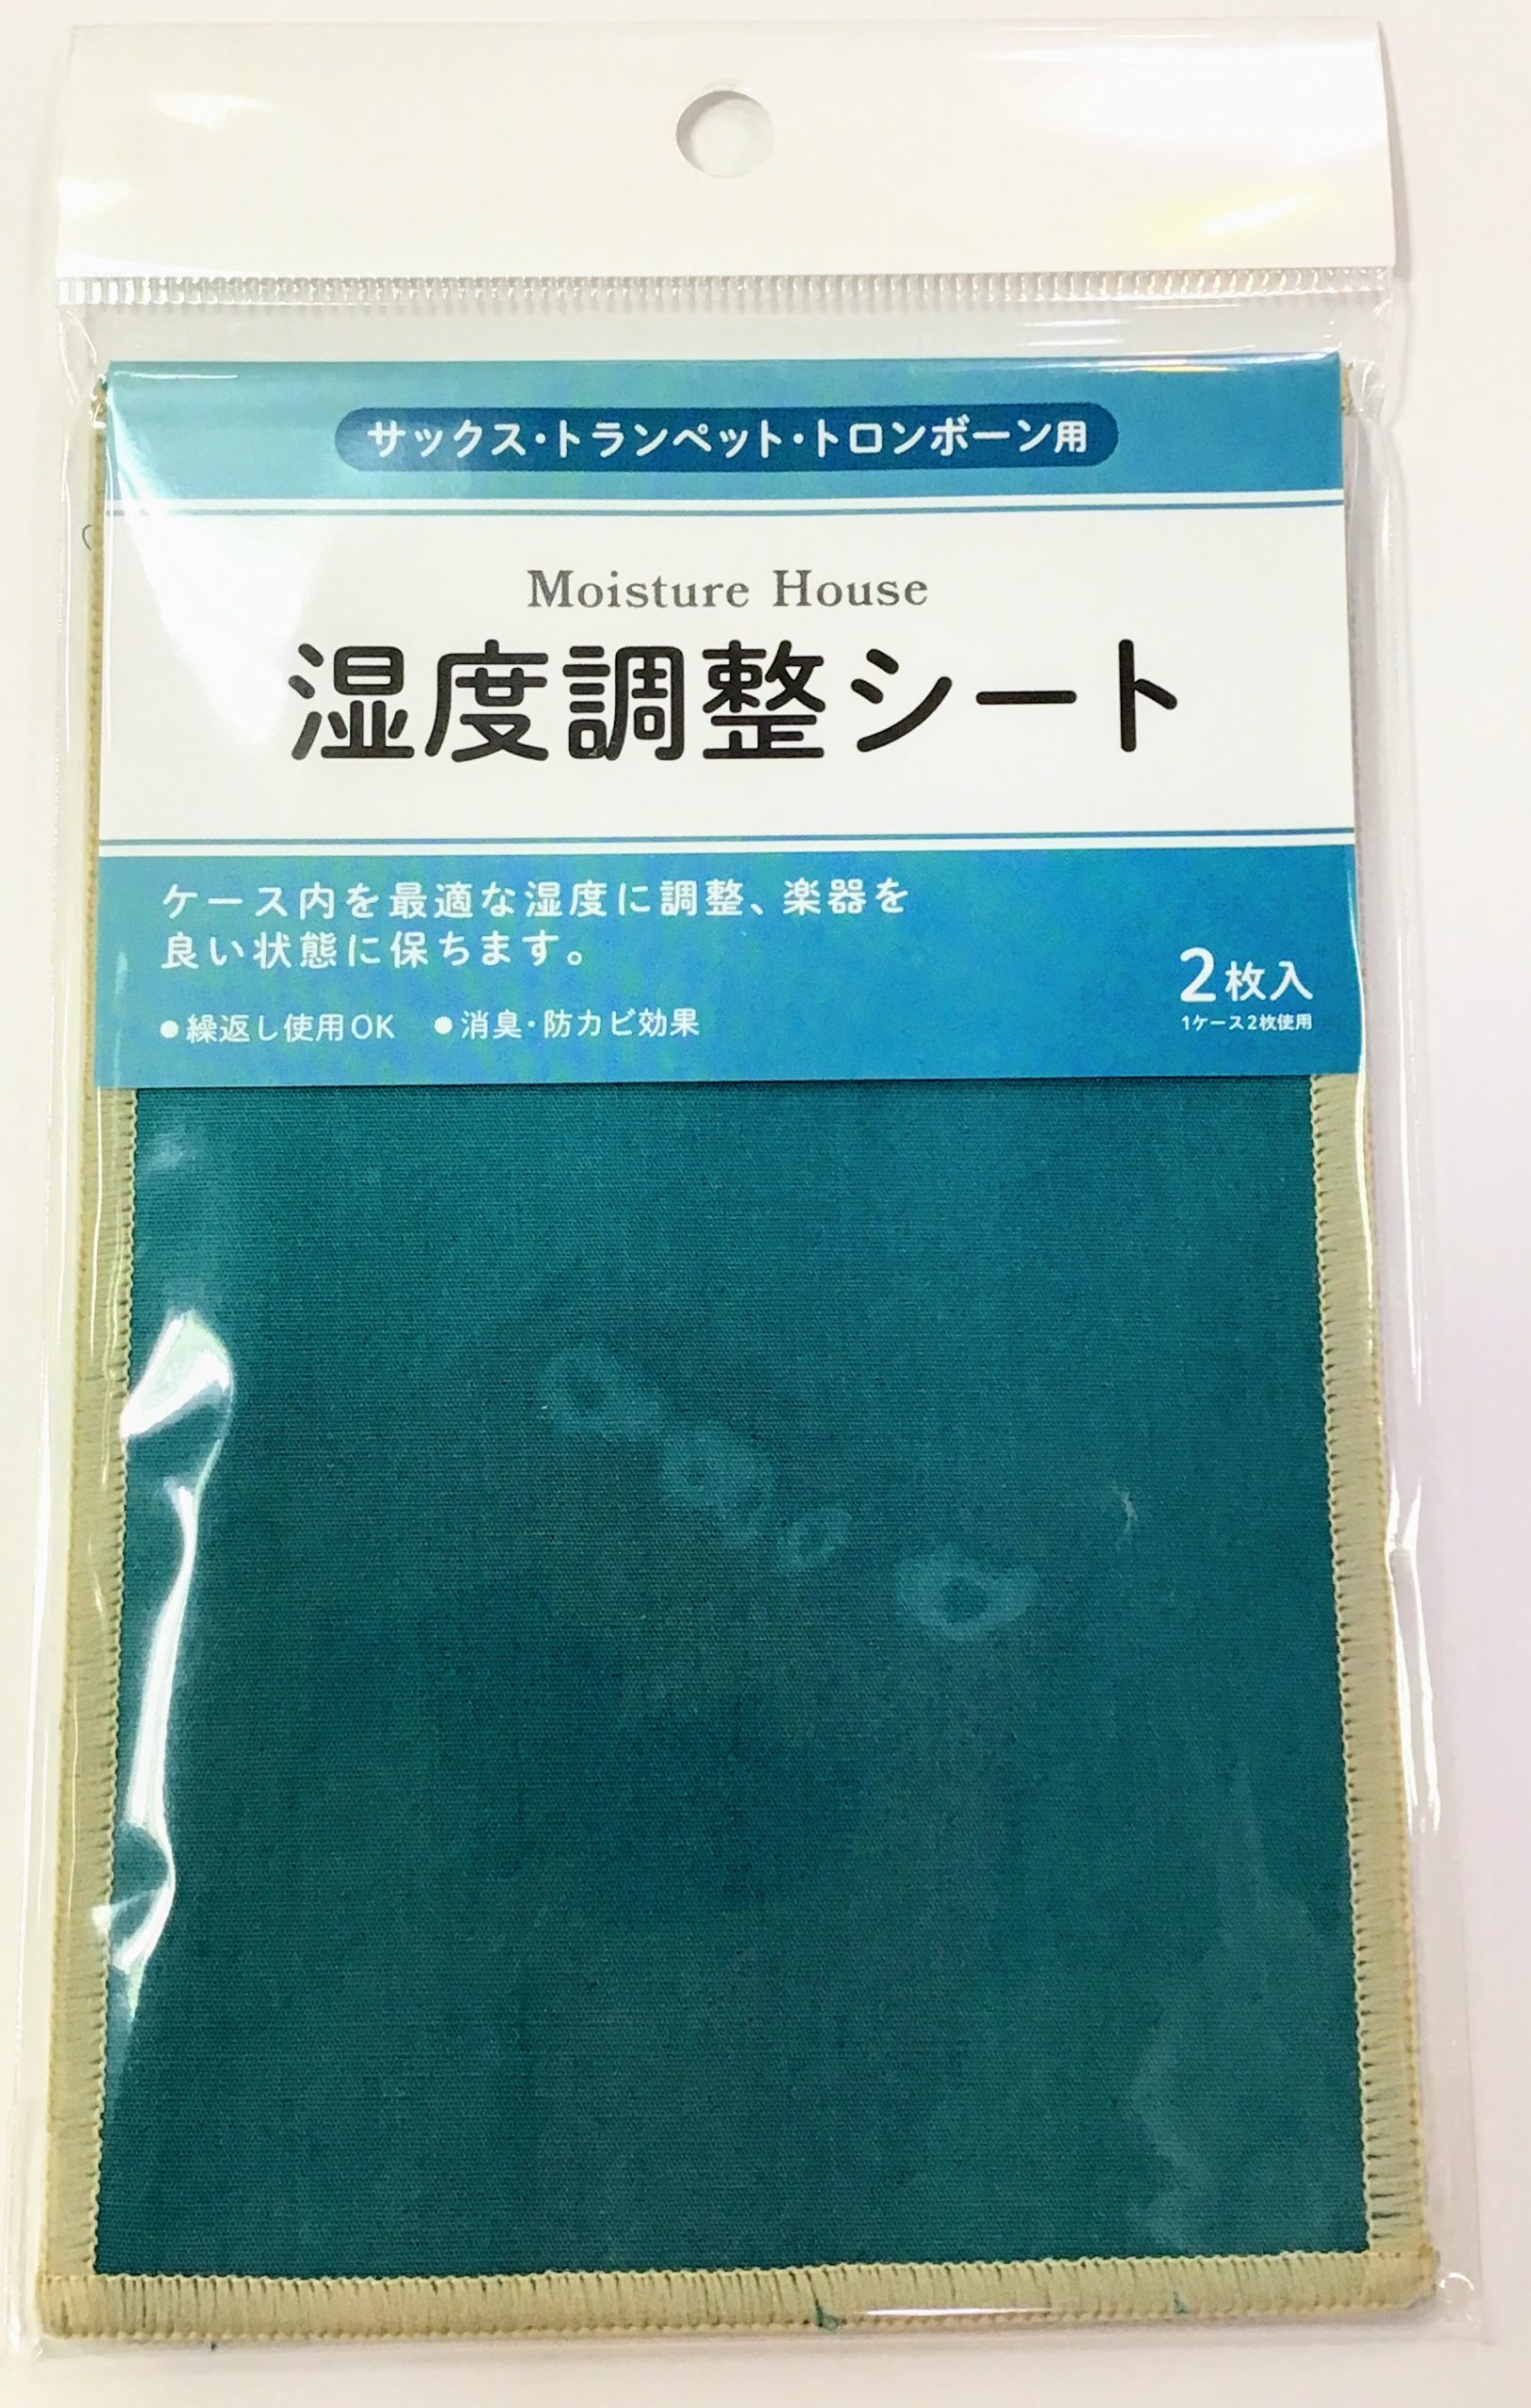 サックス・トランペット・トロンボーン用
Moisture House
湿度調整シート
ケース内を最適な湿度に調整、楽器を
良い状態に保ちます。
●繰返し使用OK ●消臭・防カビ効果
2枚入
1ケース2枚使用